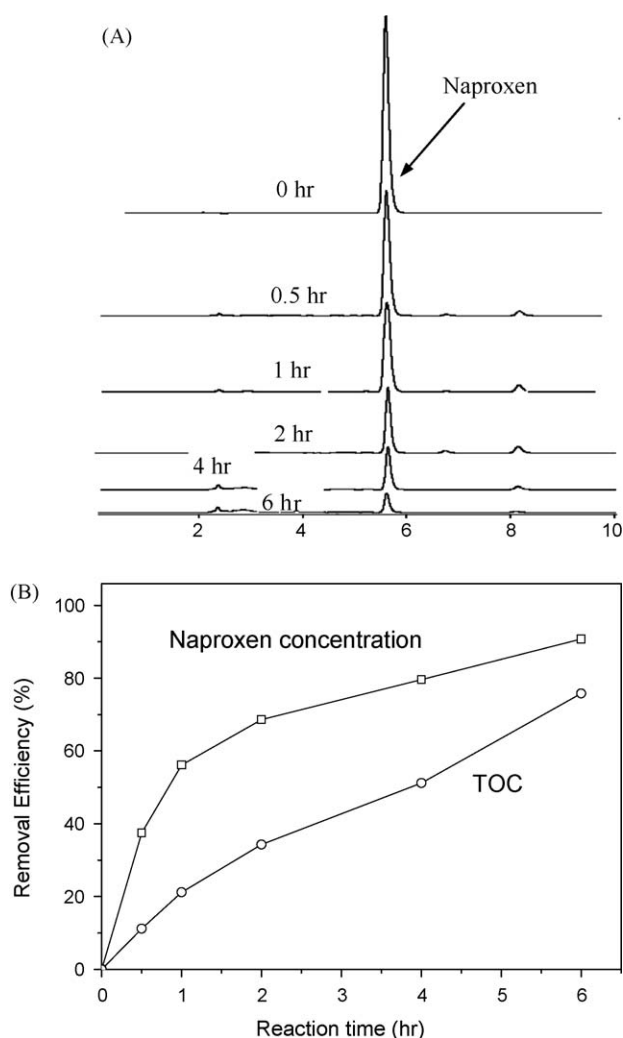 (A)
Naproxen
0 hr
0.5 hr
1 hr
2 hr
4 hr
6 hr
2 4 6 8 10
(B)
100
80
60
40
20
0
Naproxen concentration
TOC
Removal Efficiency (%)
0 1 2 3 4 5 6
Reaction time (hr)